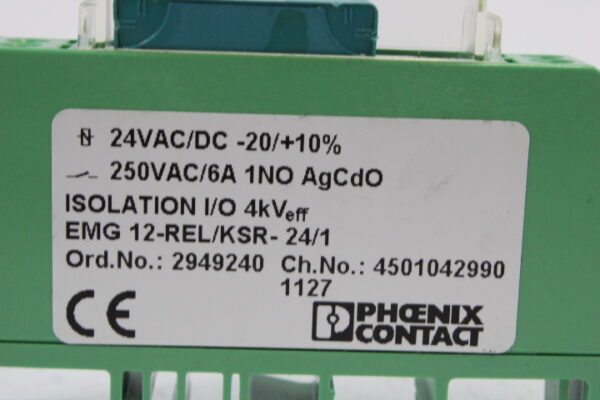 24VAC/DC -20/+10%
250VAC/6A 1NO AgCdO
ISOLATION I/O 4kVeff
EMG 12-REL/KSR- 24/1
Ord.No.: 2949240 Ch.No.: 4501042990
1127
CE
PHŒNIX
CONTACT